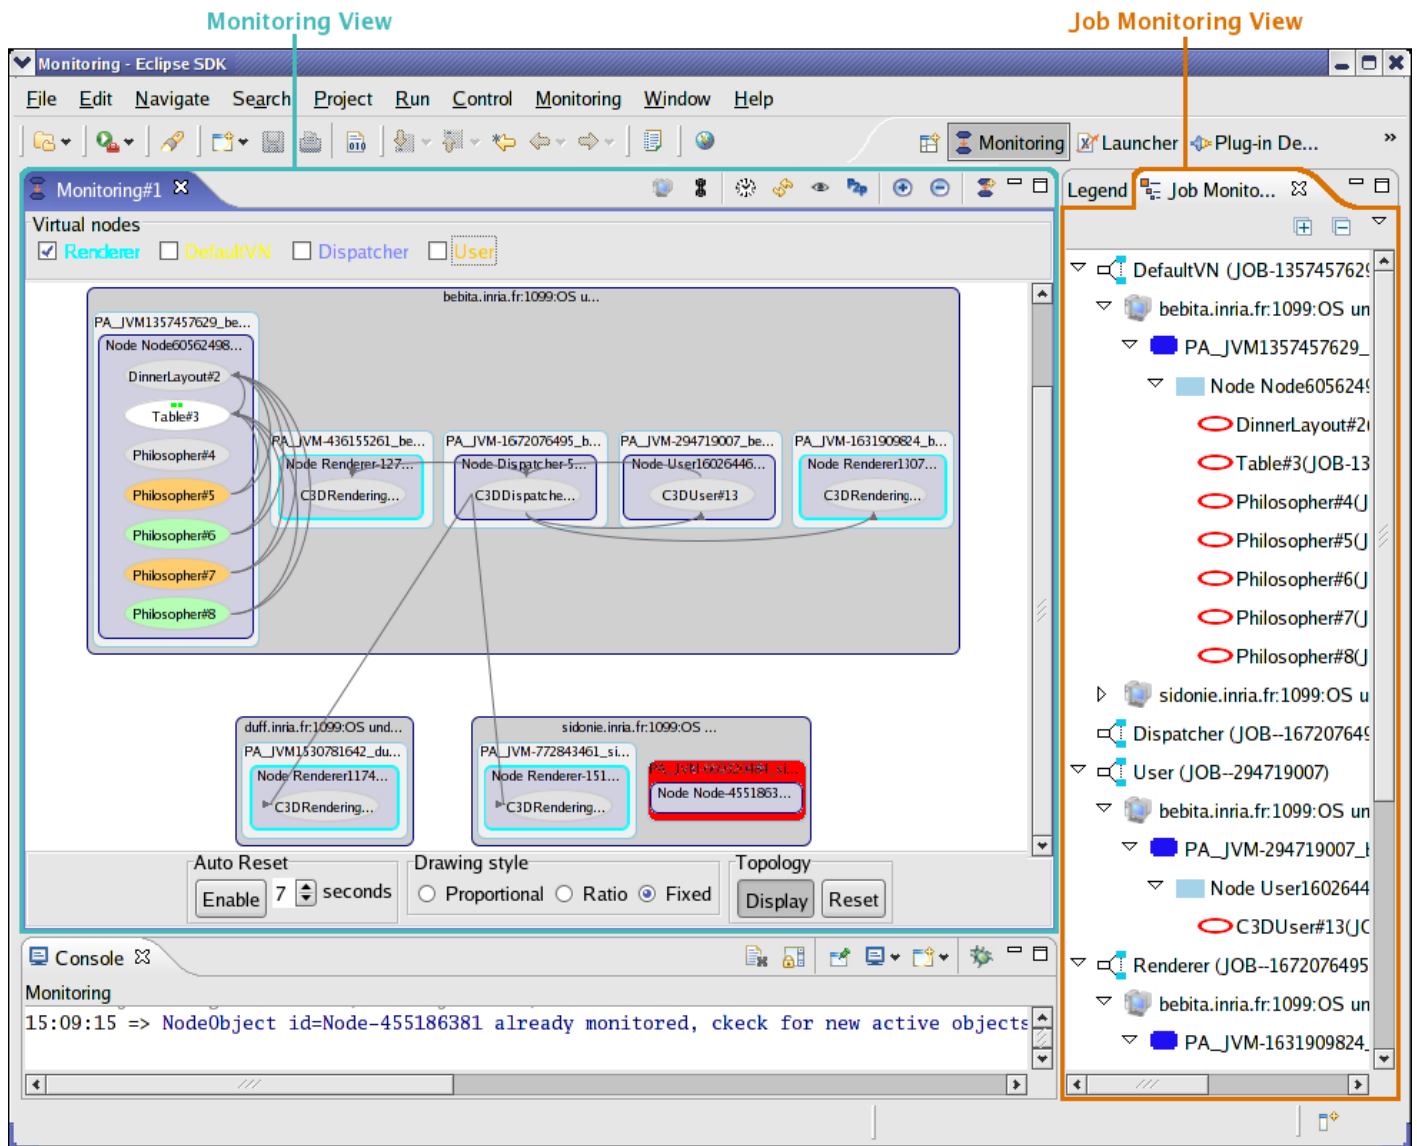 Monitoring View
Job Monitoring View
Monitoring - Eclipse SDK
File Edit Navigate Search Project Run Control Monitoring Window Help
010
Monitoring Launcher Plug-in De... »
Monitoring#1
P2P
Legend Job Monito...
Virtual nodes
Renderer DefaultVN Dispatcher User
bebita.inria.fr:1099:OS u...
PA_JVM1357457629_be...
Node Node60562498...
DinnerLayout#2
Table#3
Philosopher#4
Philosopher#5
Philosopher#6
Philosopher#7
Philosopher#8
PA_JVM-436155261_be...
Node Renderer-127...
C3DRendering...
PA_JVM-1672076495_b...
Node Dispatcher-5...
C3DDispatche...
PA_JVM-294719007_be...
Node User16026446...
C3DUser#13
PA_JVM-1631909824_b...
Node Renderer1307...
C3DRendering...
duff.inria.fr:1099:OS und...
PA_JVM1530781642_du...
Node Renderer1174...
C3DRendering...
sidonie.inria.fr:1099:OS ...
PA_JVM-772843461_si...
Node Renderer-151...
C3DRendering...
Node Node-4551863...
Auto Reset
Enable 7 seconds
Drawing style
Proportional Ratio Fixed
Topology
Display Reset
DefaultVN (JOB-1357457629
bebita.inria.fr:1099:OS un
PA_JVM1357457629_
Node Node6056249
DinnerLayout#2(
Table#3(JOB-13
Philosopher#4(J
Philosopher#5(J
Philosopher#6(J
Philosopher#7(J
Philosopher#8(J
sidonie.inria.fr:1099:OS u
Dispatcher (JOB--167207649
User (JOB--294719007)
bebita.inria.fr:1099:OS un
PA_JVM-294719007_
Node User1602644
C3DUser#13(JO
Renderer (JOB--1672076495
bebita.inria.fr:1099:OS un
PA_JVM-1631909824_
Console
Monitoring
15:09:15 => NodeObject id=Node-455186381 already monitored, ckeck for new active objects